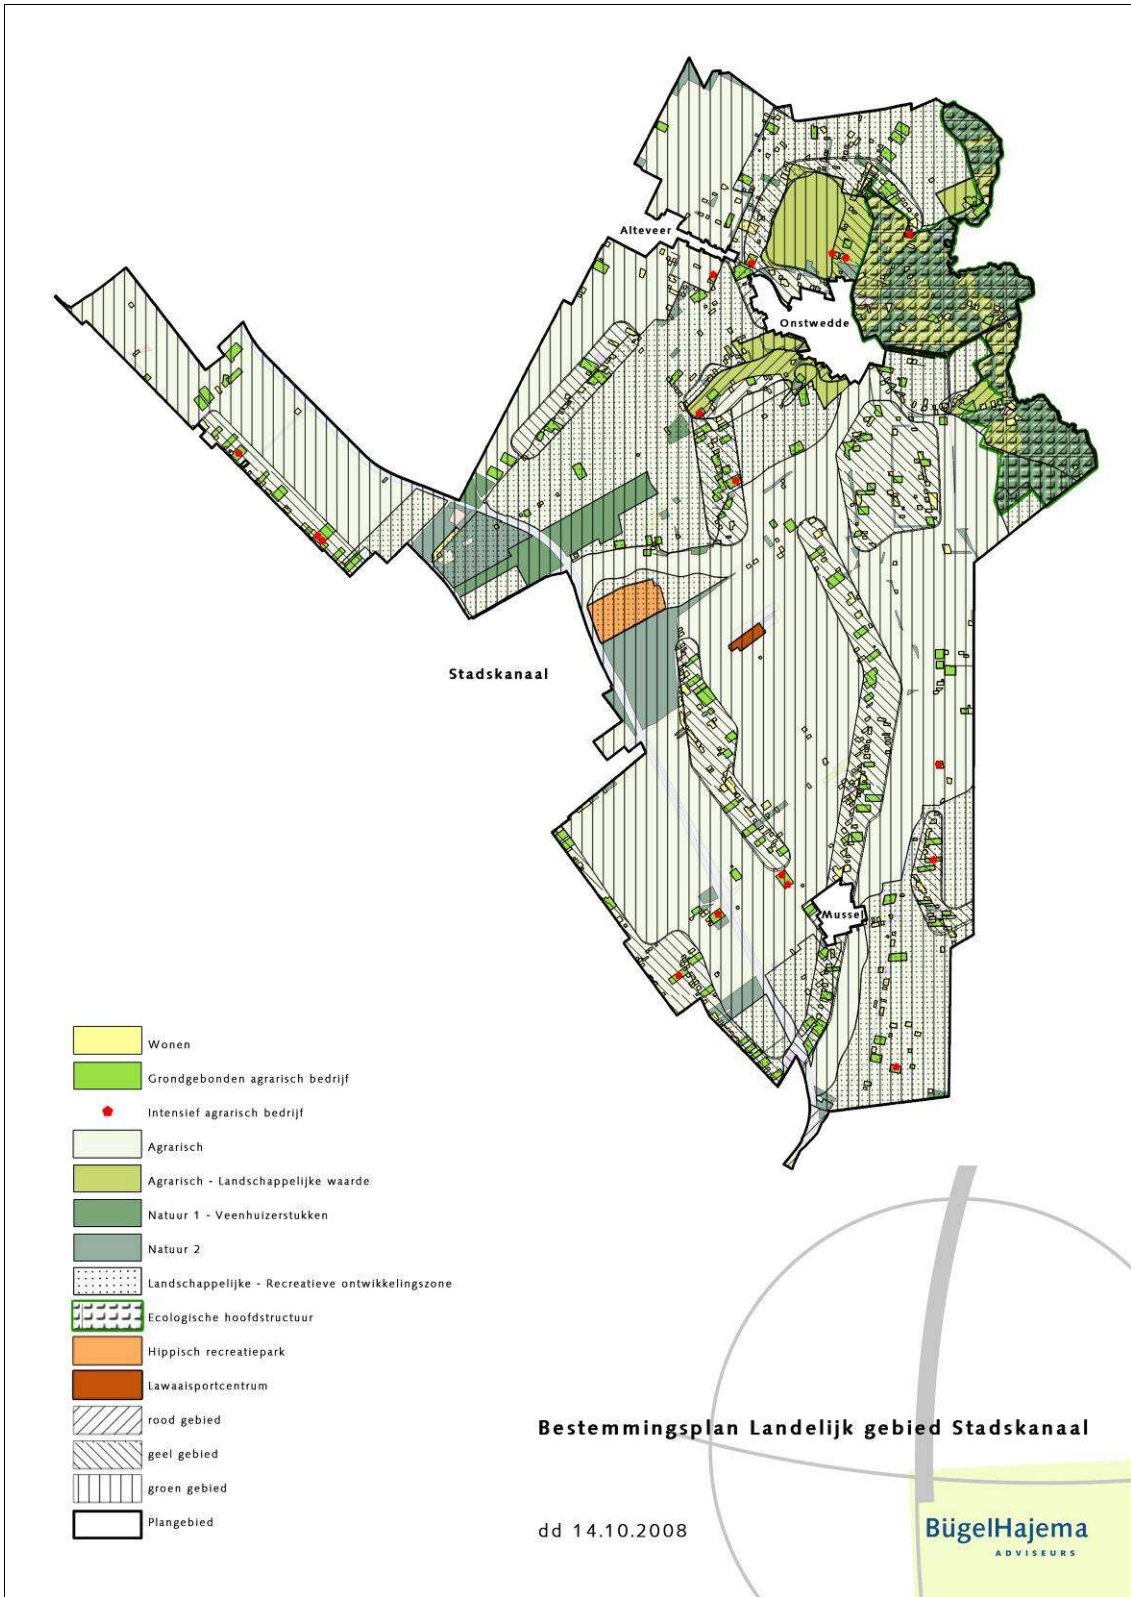 Alteveer
Onstwedde
Stadskanaal
Mussel
Wonen
Grondgebonden agrarisch bedrijf
Intensief agrarisch bedrijf
Agrarisch
Agrarisch - Landschappelijke waarde
Natuur 1 - Veenhuizerstukken
Natuur 2
Landschappelijke - Recreatieve ontwikkelingszone
Ecologische hoofdstructuur
Hippisch recreatiepark
Lawaaisportcentrum
rood gebied
geel gebied
groen gebied
Plangebied
Bestemmingsplan Landelijk gebied Stadskanaal
dd 14.10.2008
BügelHajema
ADVISEURS